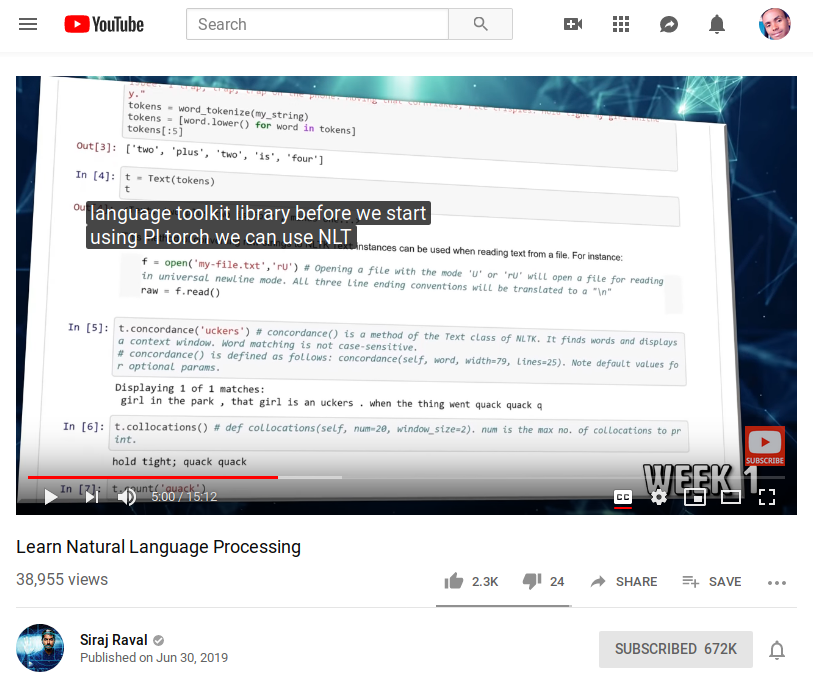 YouTube
Search
y."
tokens = word_tokenize(my_string)
tokens = [word.lower() for word in tokens]
tokens[:5]
Out[3]: ['two', 'plus', 'two', 'is', 'four']
In [4]: t = Text(tokens)
t
language toolkit library before we start
using PI torch we can use NLT
instances can be used when reading text from a file. For instance:
f = open('my-file.txt','rU') # Opening a file with the mode 'U' or 'rU' will open a file for reading
in universal newline mode. All three line ending conventions will be translated to a "\n"
raw = f.read()
In [5]: t.concordance('uckers') # concordance() is a method of the Text class of NLTK. It finds words and displays
a context window. Word matching is not case-sensitive.
# concordance() is defined as follows: concordance(self, word, width=79, lines=25). Note default values fo
r optional params.
Displaying 1 of 1 matches:
girl in the park , that girl is an uckers . when the thing went quack quack q
In [6]: t.collocations() # def collocations(self, num=20, window_size=2). num is the max no. of collocations to pr
int.
hold tight; quack quack
In [7]: t.count('quack')
SUBSCRIBE
WEEK 1
5:00 / 15:12
CC
Learn Natural Language Processing
38,955 views
2.3K 24 SHARE SAVE
Siraj Raval
Published on Jun 30, 2019
SUBSCRIBED 672K